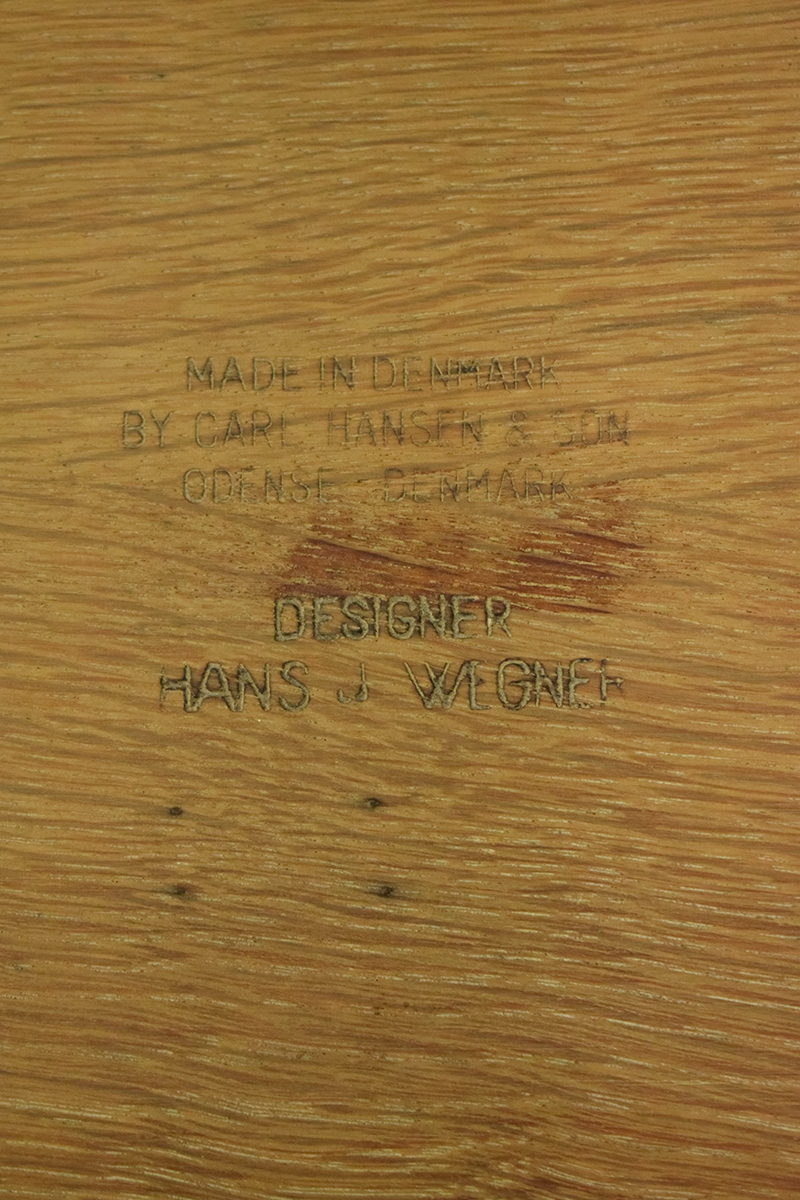 MADE IN DENMARK
BY CARL HANSEN & SON
ODENSE DENMARK
DESIGNER
HANS J WEGNER